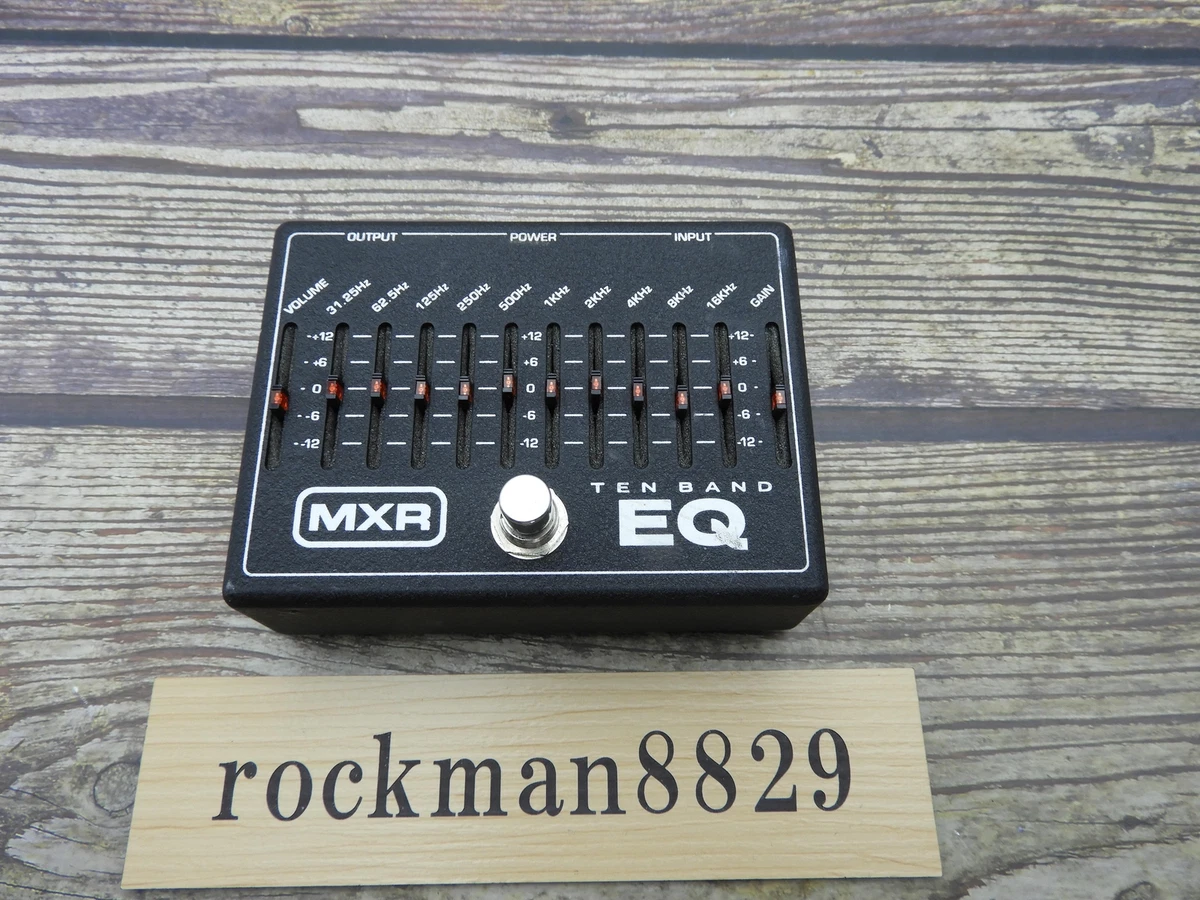 OUTPUT POWER INPUT
VOLUME 31.25Hz 62.5Hz 125Hz 250Hz 500Hz 1KHz 2KHz 4KHz 8KHz 16KHz GAIN
-+12 +12 +12-
-+6 +6 +6-
-0 0 0-
--6 -6 -6-
--12 -12 -12-
TEN BAND
MXR EQ
rockman8829